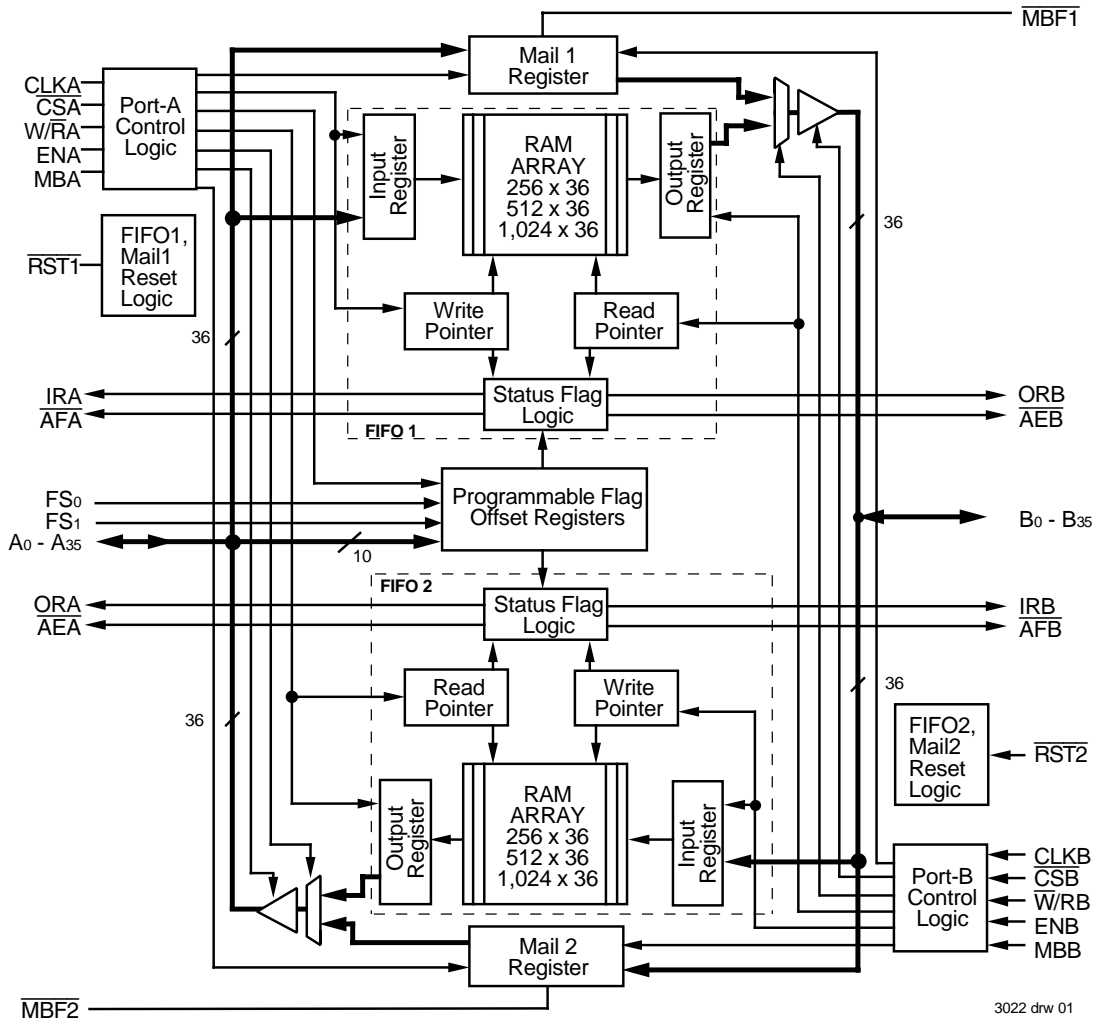 MBF1
Mail 1
Register
CLKA
CSA
W/RA
ENA
MBA
Port-A
Control
Logic
RAM
ARRAY
256 x 36
512 x 36
1,024 x 36
Input
Register
Output
Register
36
RST1
FIFO1,
Mail1
Reset
Logic
Write
Pointer
Read
Pointer
36
IRA
AFA
Status Flag
Logic
ORB
AEB
FIFO 1
FS0
FS1
A0 - A35
Programmable Flag
Offset Registers
10
B0 - B35
FIFO 2
ORA
AEA
Status Flag
Logic
IRB
AFB
Read
Pointer
Write
Pointer
36
36
FIFO2,
Mail2
Reset
Logic
RST2
Output
Register
RAM
ARRAY
256 x 36
512 x 36
1,024 x 36
Input
Register
Port-B
Control
Logic
CLKB
CSB
W/RB
ENB
MBB
Mail 2
Register
MBF2
3022 drw 01